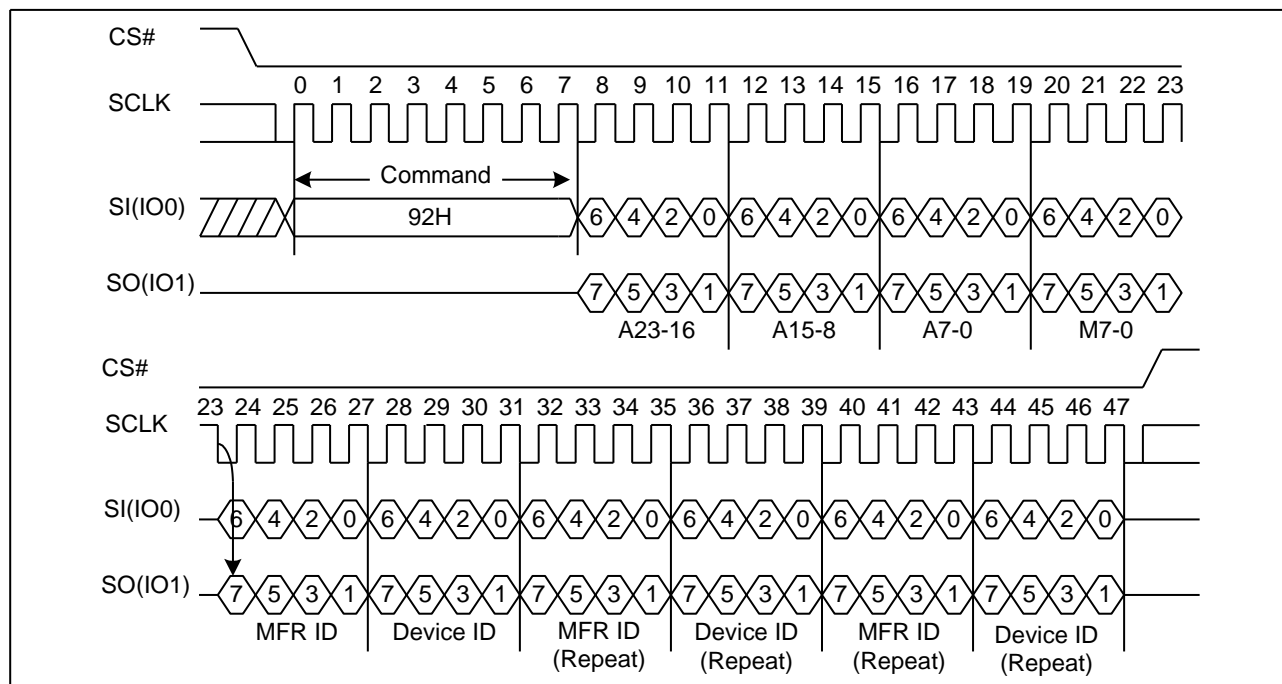 CS#
0 1 2 3 4 5 6 7 8 9 10 11 12 13 14 15 16 17 18 19 20 21 22 23
SCLK
Command
SI(IO0)
92H 6 4 2 0 6 4 2 0 6 4 2 0 6 4 2 0
SO(IO1)
7 5 3 1 7 5 3 1 7 5 3 1 7 5 3 1
A23-16 A15-8 A7-0 M7-0
CS#
23 24 25 26 27 28 29 30 31 32 33 34 35 36 37 38 39 40 41 42 43 44 45 46 47
SCLK
SI(IO0)
6 4 2 0 6 4 2 0 6 4 2 0 6 4 2 0 6 4 2 0 6 4 2 0
SO(IO1)
7 5 3 1 7 5 3 1 7 5 3 1 7 5 3 1 7 5 3 1 7 5 3 1
MFR ID Device ID MFR ID Device ID MFR ID Device ID
(Repeat) (Repeat) (Repeat) (Repeat)